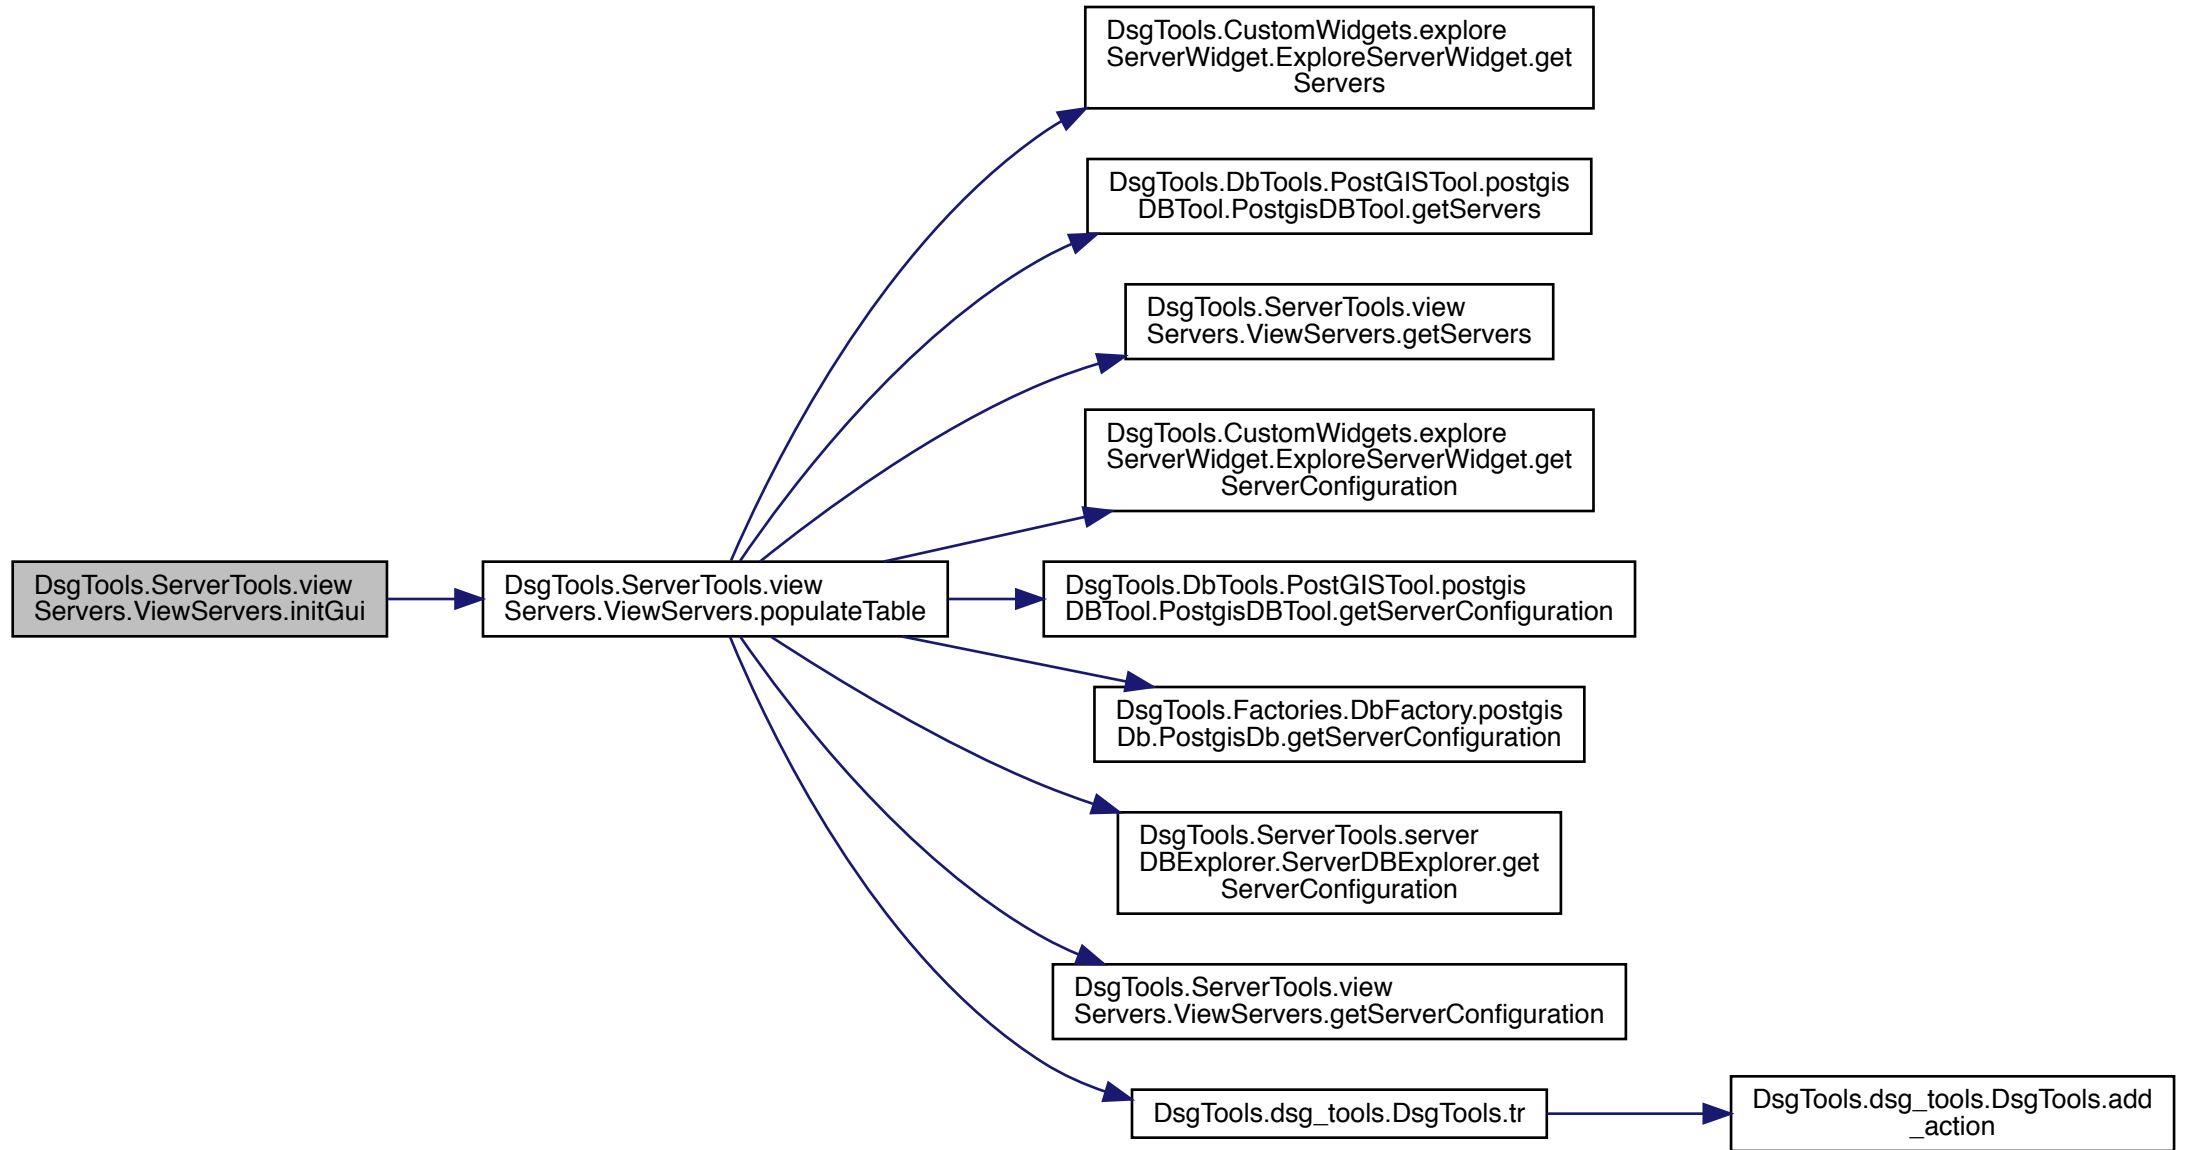 DsgTools.ServerTools.view
Servers.ViewServers.initGui
DsgTools.ServerTools.view
Servers.ViewServers.populateTable
DsgTools.CustomWidgets.explore
ServerWidget.ExploreServerWidget.get
Servers
DsgTools.DbTools.PostGISTool.postgis
DBTool.PostgisDBTool.getServers
DsgTools.ServerTools.view
Servers.ViewServers.getServers
DsgTools.CustomWidgets.explore
ServerWidget.ExploreServerWidget.get
ServerConfiguration
DsgTools.DbTools.PostGISTool.postgis
DBTool.PostgisDBTool.getServerConfiguration
DsgTools.Factories.DbFactory.postgis
Db.PostgisDb.getServerConfiguration
DsgTools.ServerTools.server
DBExplorer.ServerDBExplorer.get
ServerConfiguration
DsgTools.ServerTools.view
Servers.ViewServers.getServerConfiguration
DsgTools.dsg_tools.DsgTools.tr
DsgTools.dsg_tools.DsgTools.add
_action